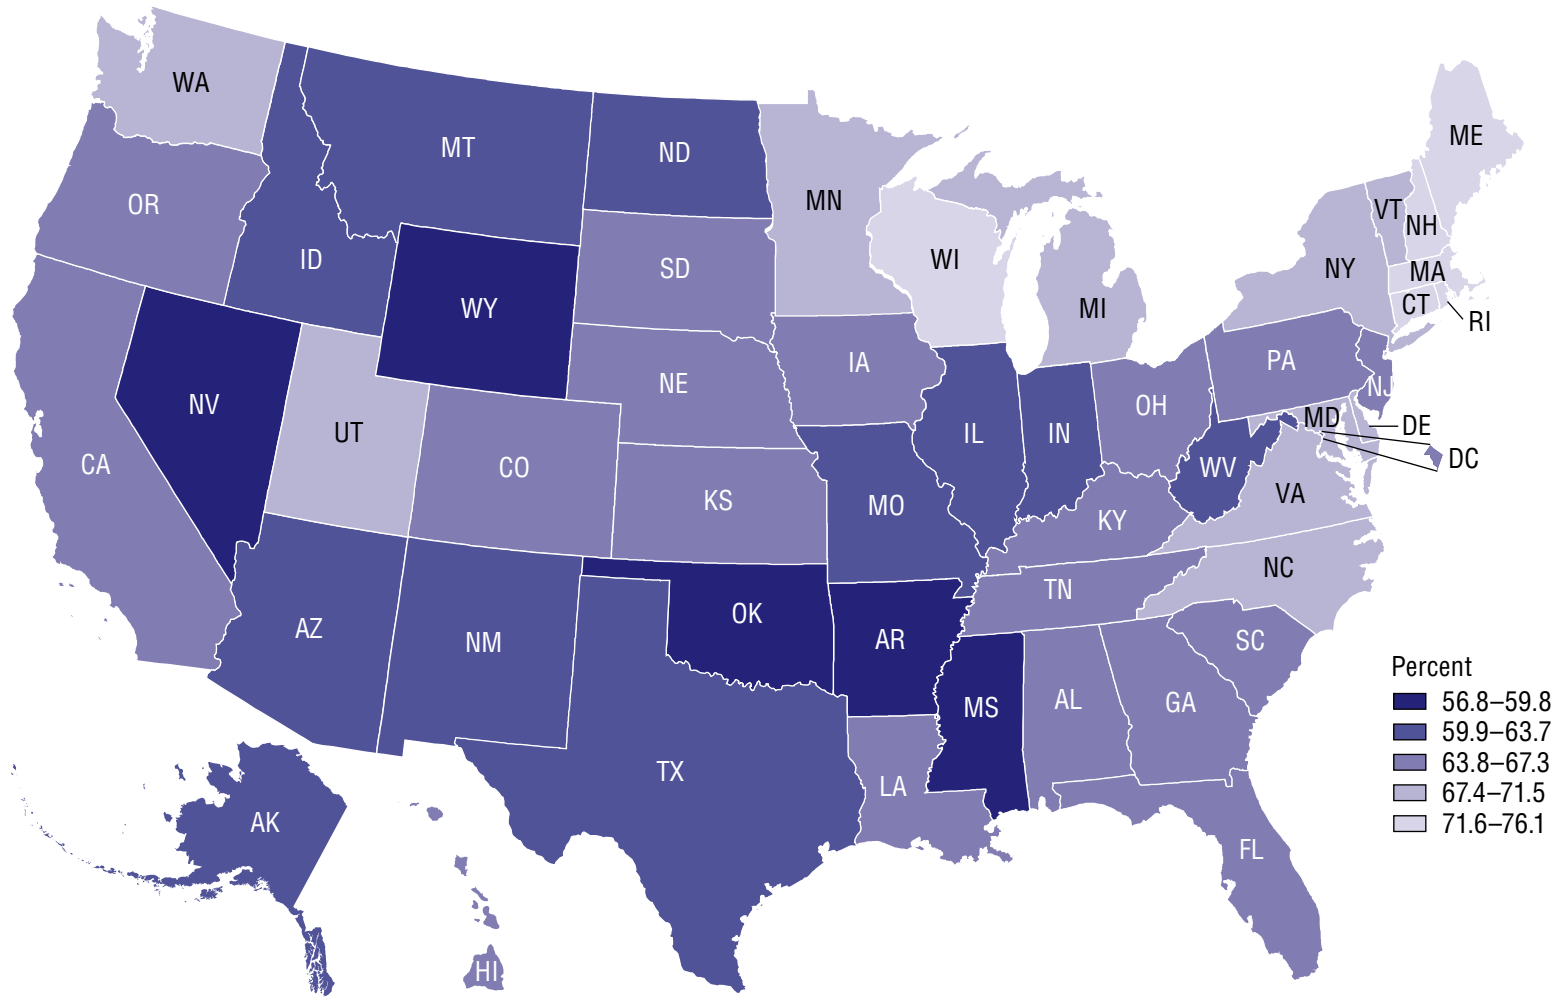 WA
MT
ND
MN
ME
OR
ID
SD
WI
VT
NH
NY
MA
WY
MI
CT
RI
NV
UT
NE
IA
PA
NJ
OH
MD
DE
CA
CO
IL
IN
WV
DC
KS
MO
KY
VA
AZ
NM
OK
AR
TN
NC
SC
MS
AL
GA
TX
LA
AK
FL
HI
Percent
56.8–59.8
59.9–63.7
63.8–67.3
67.4–71.5
71.6–76.1